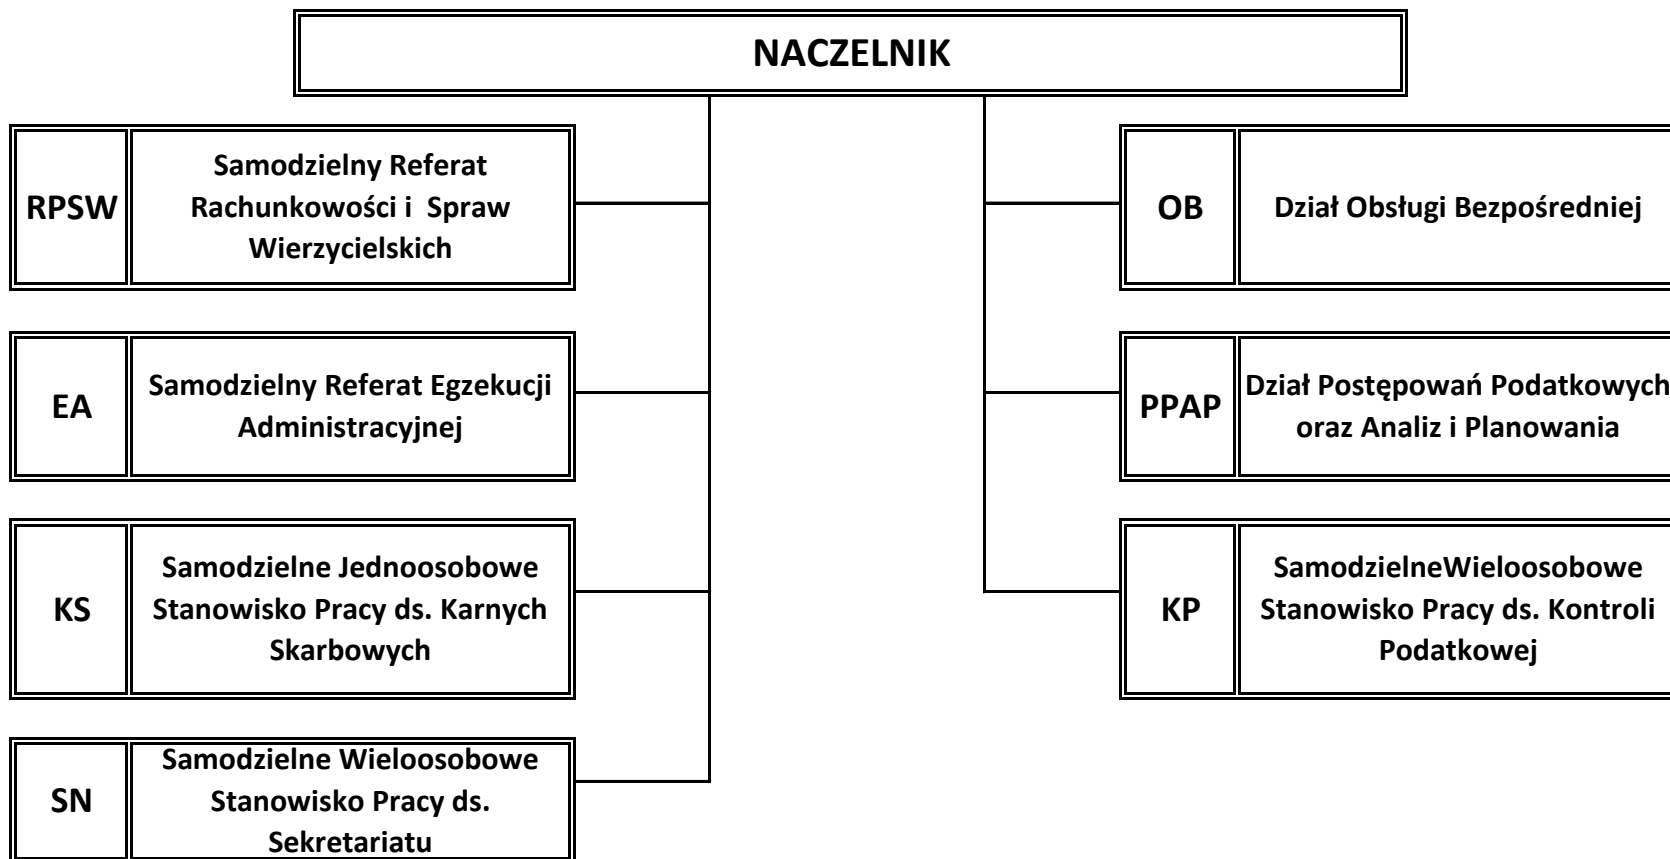 NACZELNIK
RPSW
Samodzielny Referat
Rachunkowości i Spraw
Wierzycielskich
EA
Samodzielny Referat Egzekucji
Administracyjnej
KS
Samodzielne Jednoosobowe
Stanowisko Pracy ds. Karnych
Skarbowych
SN
Samodzielne Wieloosobowe
Stanowisko Pracy ds.
Sekretariatu
OB
Dział Obsługi Bezpośredniej
PPAP
Dział Postępowań Podatkowych
oraz Analiz i Planowania
KP
SamodzielneWieloosobowe
Stanowisko Pracy ds. Kontroli
Podatkowej